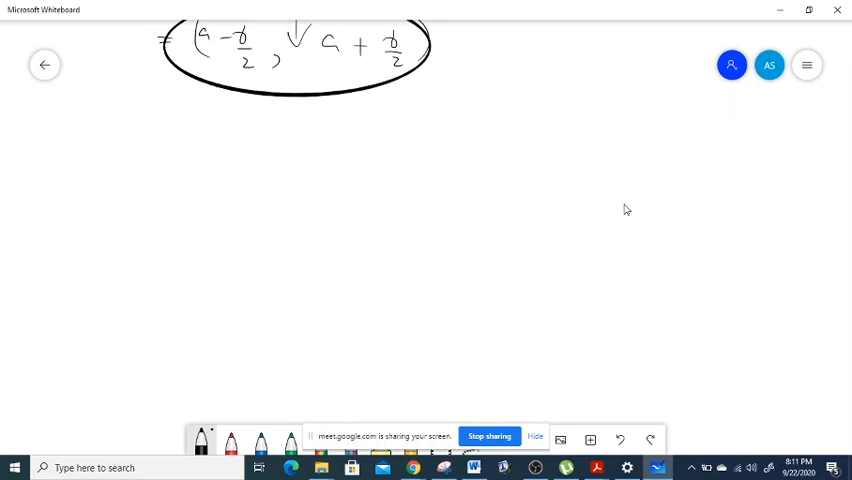 Microsoft Whiteboard
= (a - γ/2, a + γ/2)
AS
meet.google.com is sharing your screen.
Stop sharing
Hide
Type here to search
8:11 PM
9/22/2020